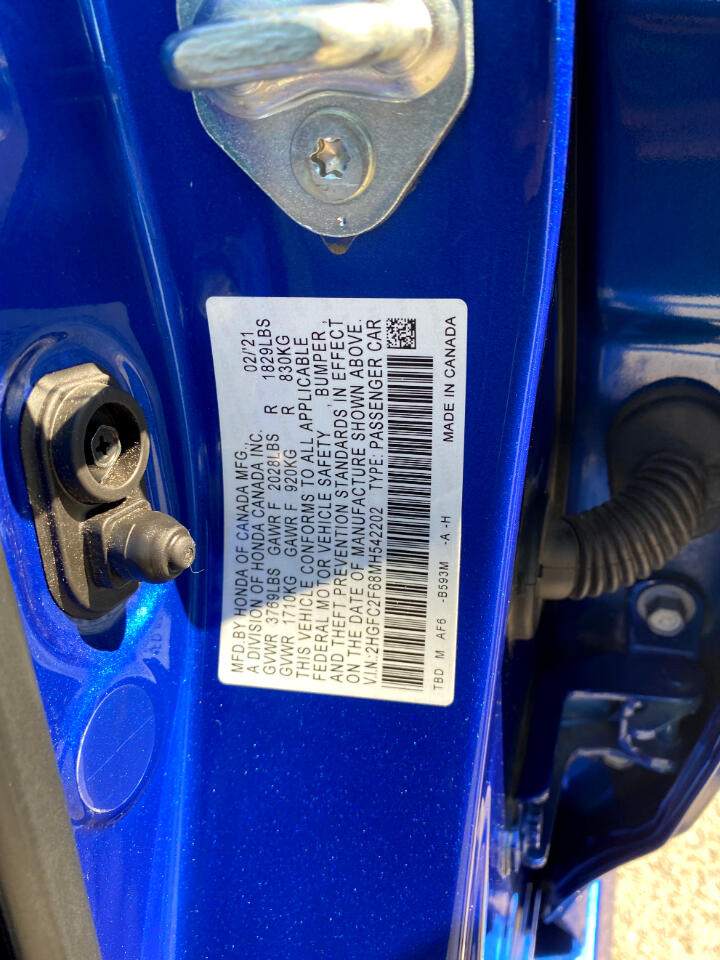 MFD. BY HONDA OF CANADA MFG., 02/'21
A DIVISION OF HONDA CANADA INC.
GVWR 3769LBS GAWR F 2028LBS R 1829LBS
GVWR 1710KG GAWR F 920KG R 830KG
THIS VEHICLE CONFORMS TO ALL APPLICABLE
FEDERAL MOTOR VEHICLE SAFETY , BUMPER ,
AND THEFT PREVENTION STANDARDS IN EFFECT
ON THE DATE OF MANUFACTURE SHOWN ABOVE.
V.I.N.:2HGFC2F68MH542202 TYPE: PASSENGER CAR
TBD M AF6 -B593M -A -H MADE IN CANADA